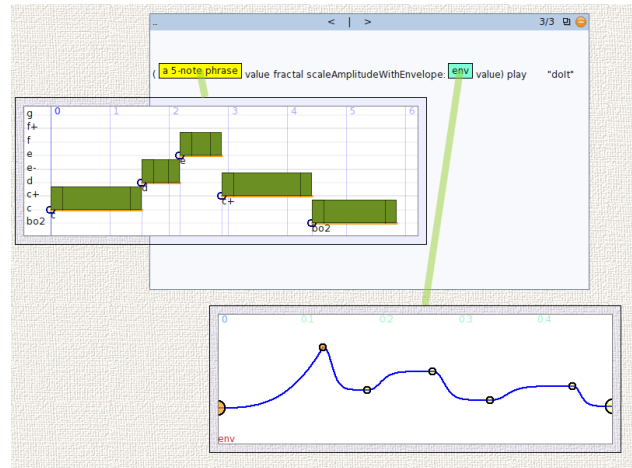 .. < | > 3/3
( a 5-note phrase value fractal scaleAmplitudeWithEnvelope: env value) play "doIt"
0 1 2 3 4 5 6
g
f+
f
e
e-
d
c+
c
bo2
c
d
e
c+
bo2
0 0.1 0.2 0.3 0.4
env